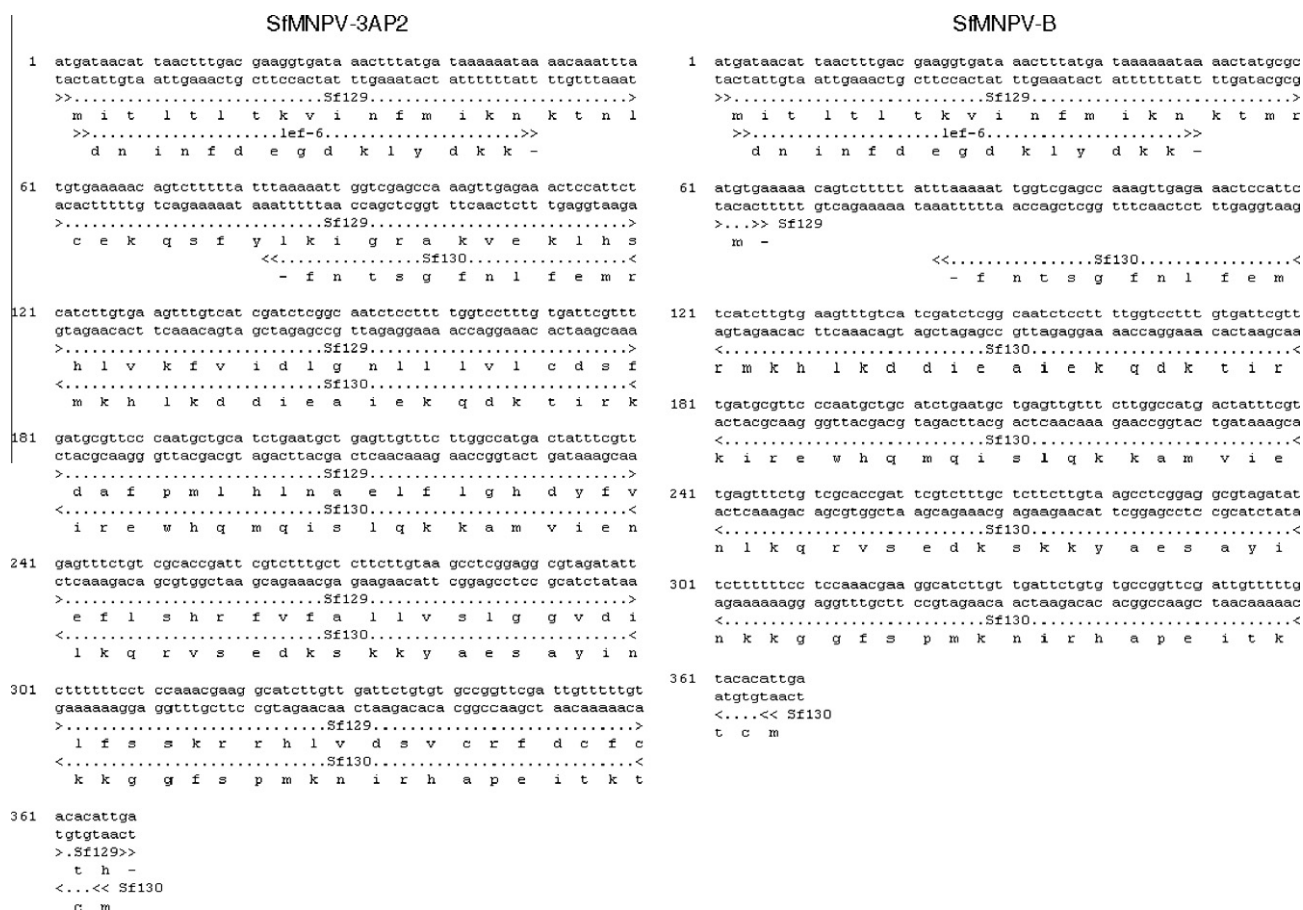 SfMNPV-3AP2
1 atgataacat taactttgac gaaggtgata aactttatga taaaaaataa aacaaattta
tactattgta attgaaactg cttccactat ttgaaatact attttttatt ttgtttaaat
>>............................Sf129............................>
m i t l t l t k v i n f m i k n k t n l
>>.....................lef-6.....................>>
d n i n f d e g d k l y d k k -
61 tgtgaaaaac agtcttttta tttaaaaatt ggtcgagcca aagttgagaa actccattct
acactttttg tcagaaaaat aaatttttaa ccagctcggt ttcaactctt tgaggtaaga
>.............................Sf129............................>
c e k q s f y l k i g r a k v e k l h s
<<................Sf130................<
- f n t s g f n l f e m r
121 catcttgtga agtttgtcat cgatctcggc aatctccttt tggtcctttg tgattcgttt
gtagaacact tcaaacagta gctagagccg ttagaggaaa accaggaaac actaagcaaa
>.............................Sf129............................>
h l v k f v i d l g n l l l v l c d s f
<.............................Sf130............................<
m k h l k d d i e a i e k q d k t i r k
181 gatgcgttcc caatgctgca tctgaatgct gagttgtttc ttggccatga ctatttcgtt
ctacgcaagg gttacgacgt agacttacga ctcaacaaag aaccggtact gataaagcaa
>.............................Sf129............................>
d a f p m l h l n a e l f l g h d y f v
<.............................Sf130............................<
i r e w h q m q i s l q k k a m v i e n
241 gagtttctgt cgcaccgatt cgtctttgct cttcttgtaa gcctcggagg cgtagatatt
ctcaaagaca gcgtggctaa gcagaaacga gaagaacatt cggagcctcc gcatctataa
>.............................Sf129............................>
e f l s h r f v f a l l v s l g g v d i
<.............................Sf130............................<
l k q r v s e d k s k k y a e s a y i n
301 cttttttcct ccaaacgaag gcatcttgtt gattctgtgt gccggttcga ttgtttttgt
gaaaaaagga ggtttgcttc cgtagaacaa ctaagacaca cggccaagct aacaaaaaca
>.............................Sf129............................>
l f s s k r r h l v d s v c r f d c f c
<.............................Sf130............................<
k k g g f s p m k n i r h a p e i t k t
361 acacattga
tgtgtaact
>.Sf129>>
t h -
<...<< Sf130
c m
SfMNPV-B
1 atgataacat taactttgac gaaggtgata aactttatga taaaaaataa aactatgcgc
tactattgta attgaaactg cttccactat ttgaaatact attttttatt ttgatacgcg
>>............................Sf129............................>
m i t l t l t k v i n f m i k n k t m r
>>.....................lef-6.....................>>
d n i n f d e g d k l y d k k -
61 atgtgaaaaa cagtcttttt atttaaaaat tggtcgagcc aaagttgaga aactccattc
tacacttttt gtcagaaaaa taaattttta accagctcgg tttcaactct ttgaggtaag
>...>> Sf129
m -
<<................Sf130................<
- f n t s g f n l f e m
121 tcatcttgtg aagtttgtca tcgatctcgg caatctcctt ttggtccttt gtgattcgtt
agtagaacac ttcaaacagt agctagagcc gttagaggaa aaccaggaaa cactaagcaa
<.............................Sf130............................<
r m k h l k d d i e a i e k q d k t i r
181 tgatgcgttc ccaatgctgc atctgaatgc tgagttgttt cttggccatg actatttcgt
actacgcaag ggttacgacg tagacttacg actcaacaaa gaaccggtac tgataaagca
<.............................Sf130............................<
k i r e w h q m q i s l q k k a m v i e
241 tgagtttctg tcgcaccgat tcgtctttgc tcttcttgta agcctcggag gcgtagatat
actcaaagac agcgtggcta agcagaaacg agaagaacat tcggagcctc cgcatctata
<.............................Sf130............................<
n l k q r v s e d k s k k y a e s a y i
301 tcttttttcc tccaaacgaa ggcatcttgt tgattctgtg tgccggttcg attgtttttg
agaaaaaagg aggtttgctt ccgtagaaca actaagacac acggccaagc taacaaaaac
<.............................Sf130............................<
n k k g g f s p m k n i r h a p e i t k
361 tacacattga
atgtgtaact
<....<< Sf130
t c m